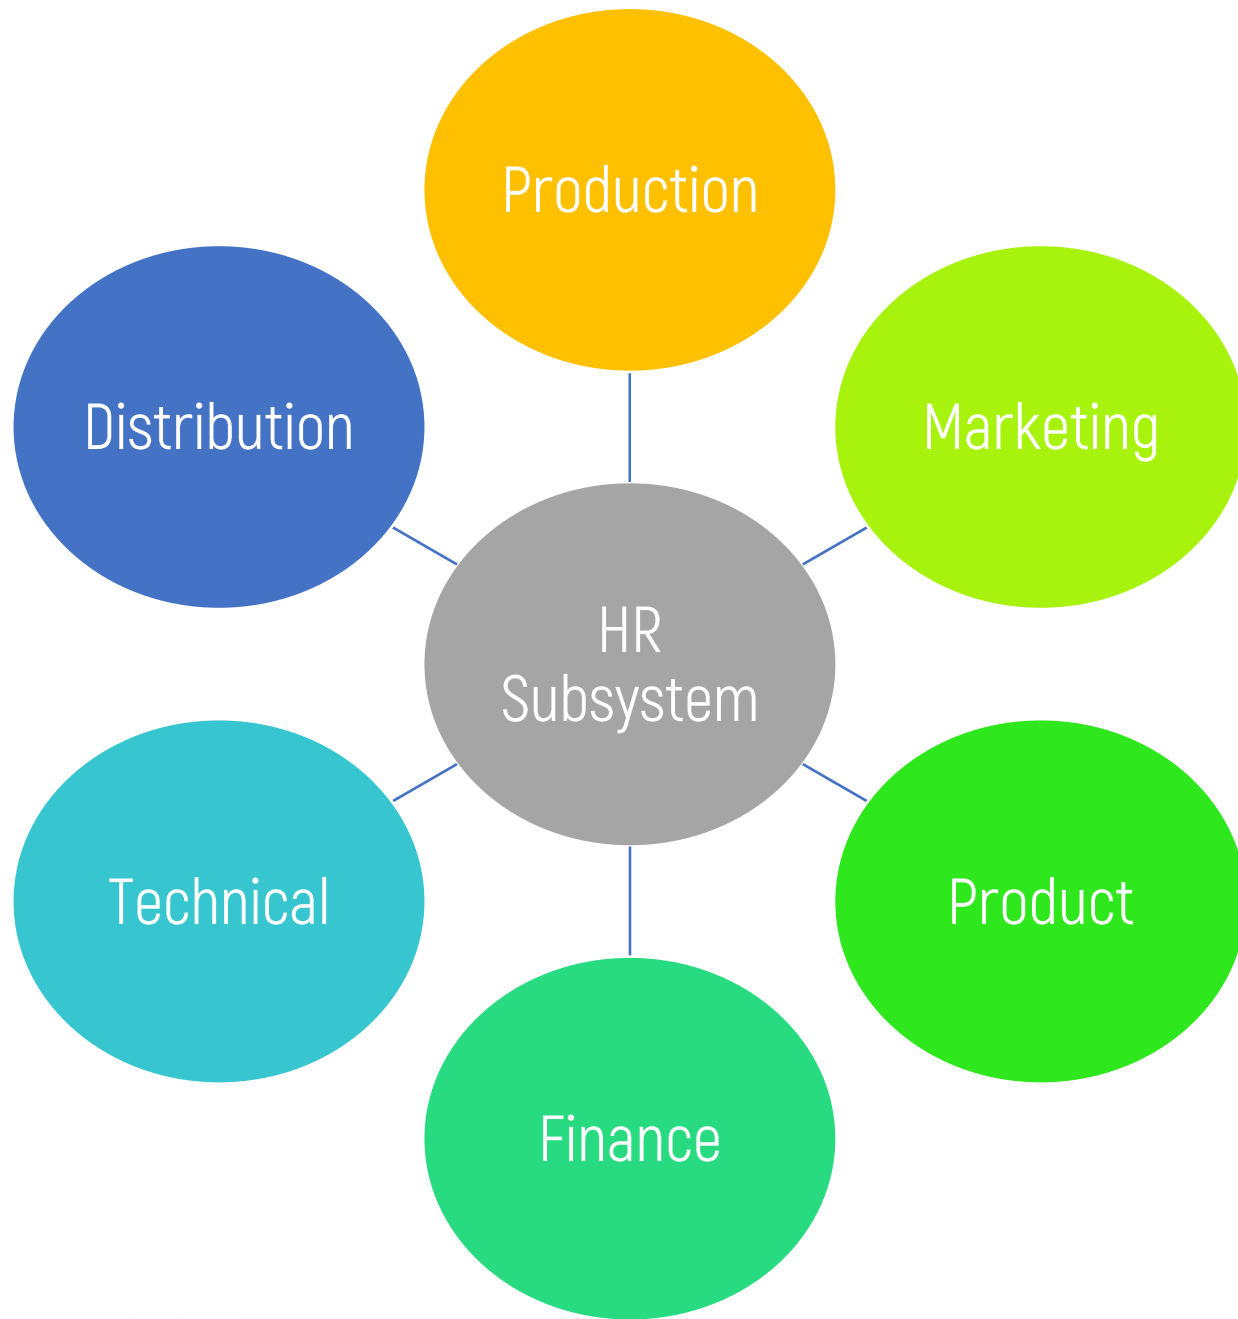 Production
Distribution
Marketing
HR
Subsystem
Technical
Product
Finance